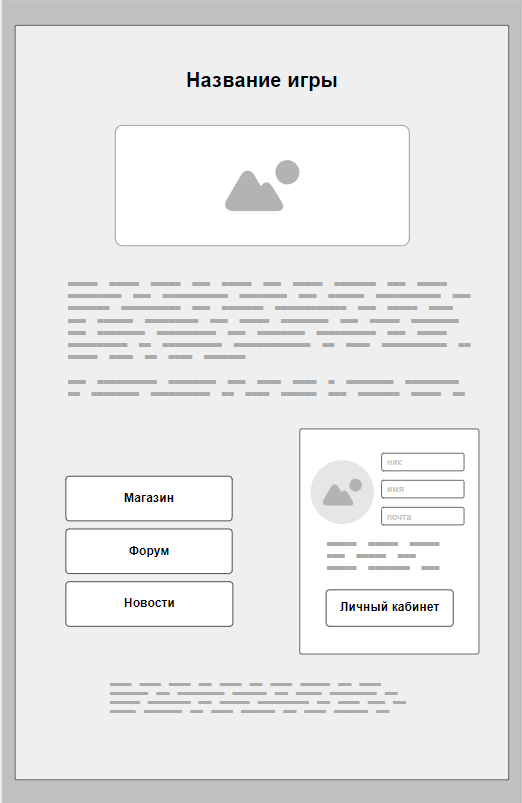 Название игры
Магазин
Форум
Новости
ник
имя
почта
Личный кабинет